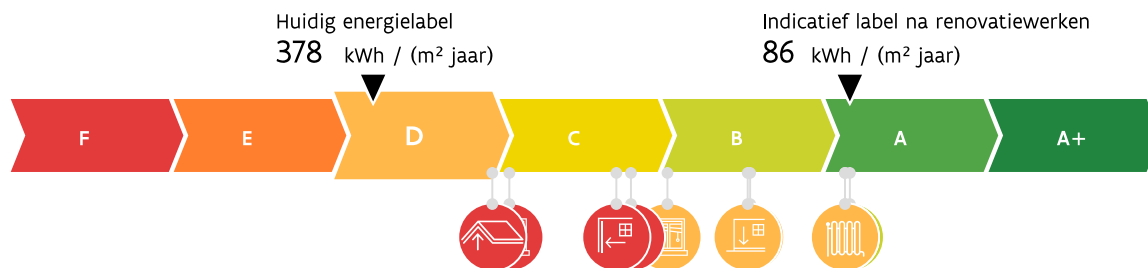 Huidig energielabel
378 kWh / (m² jaar)
Indicatief label na renovatiewerken
86 kWh / (m² jaar)
F E D C B A A+